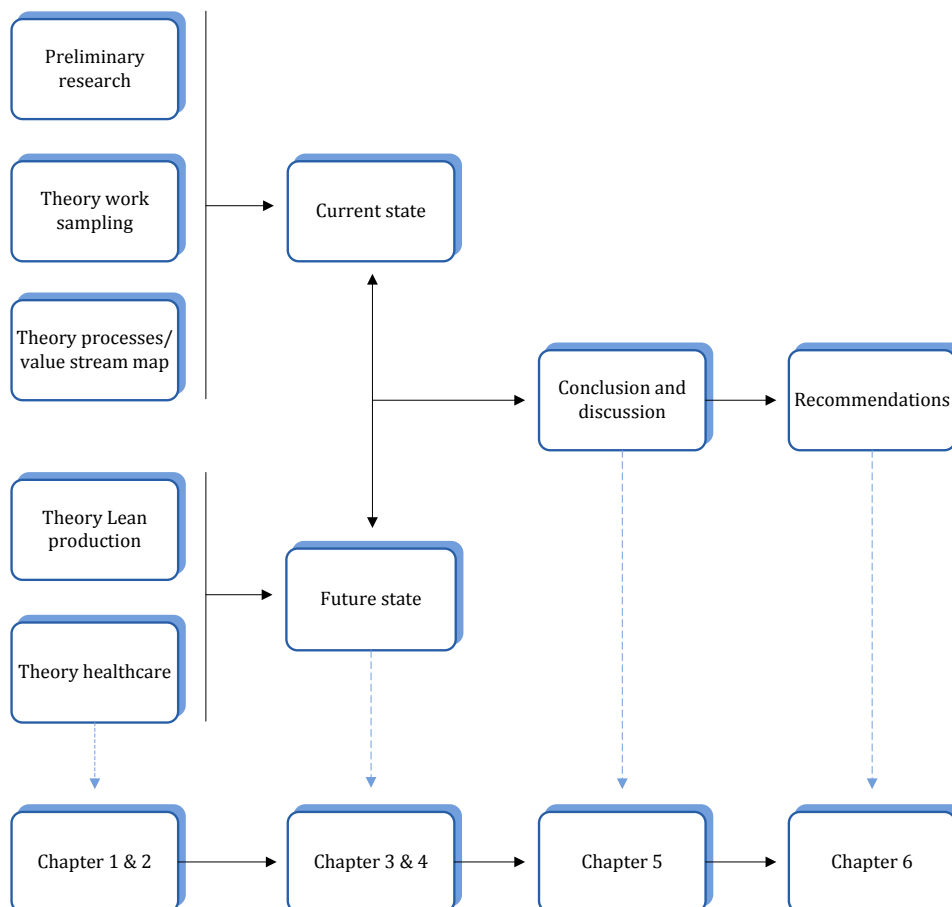 Preliminary
research
Theory work
sampling
Current state
Theory processes/
value stream map
Conclusion and
discussion
Recommendations
Theory Lean
production
Future state
Theory healthcare
Chapter 1 & 2
Chapter 3 & 4
Chapter 5
Chapter 6